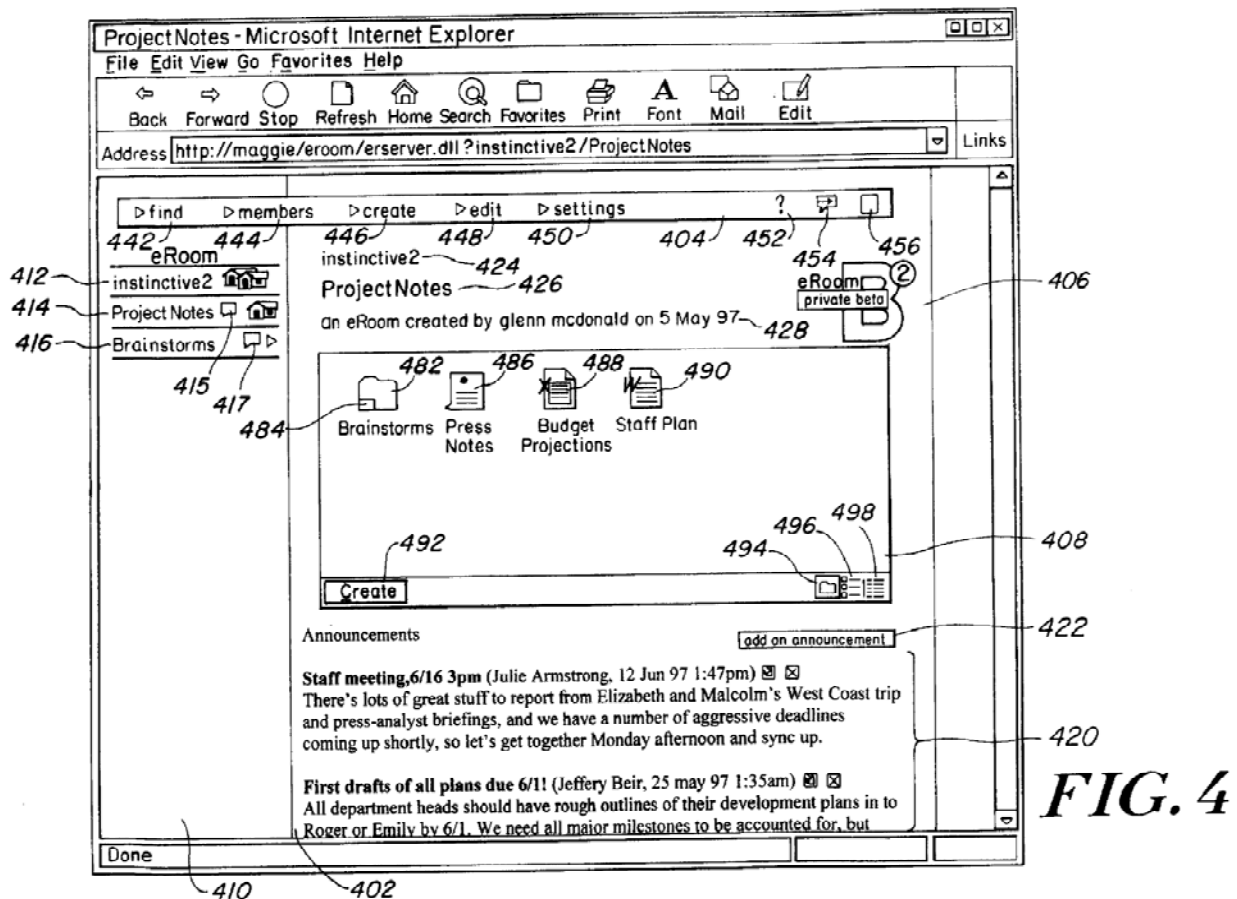 ProjectNotes - Microsoft Internet Explorer
File Edit View Go Favorites Help
Back Forward Stop Refresh Home Search Favorites Print Font Mail Edit
Address http://maggie/eroom/erserver.dll?instinctive2/ProjectNotes Links
find members create edit settings ?
442 444 446 448 450 404 452 454 456
eRoom
412 instinctive2
414 ProjectNotes
416 Brainstorms
415 417
instinctive2 424
ProjectNotes 426
an eRoom created by glenn mcdonald on 5 May 97 428
eRoom B 2
private beta
406
482 486 488 490
484
X W
Brainstorms Press Notes Budget Projections Staff Plan
492 494 496 498 408
Create
Announcements add an announcement 422
Staff meeting,6/16 3pm (Julie Armstrong, 12 Jun 97 1:47pm)
There's lots of great stuff to report from Elizabeth and Malcolm's West Coast trip
and press-analyst briefings, and we have a number of aggressive deadlines
coming up shortly, so let's get together Monday afternoon and sync up.
420
First drafts of all plans due 6/1! (Jeffery Beir, 25 may 97 1:35am)
All department heads should have rough outlines of their development plans in to
Roger or Emily by 6/1. We need all major milestones to be accounted for, but
Done
410 402
FIG. 4